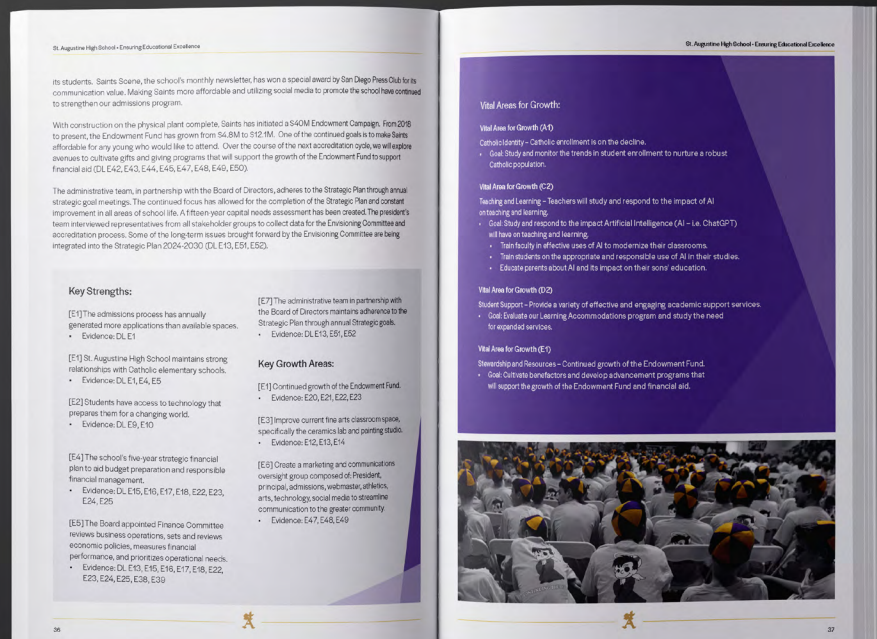 St. Augustine High School • Ensuring Educational Excellence
its students. Saints Scene, the school's monthly newsletter, has won a special award by San Diego Press Club for its
communication value. Making Saints more affordable and utilizing social media to promote the school have continued
to strengthen our admissions program.
With construction on the physical plant complete, Saints has initiated a $40M Endowment Campaign. From 2018
to present, the Endowment Fund has grown from $4.8M to $12.1M. One of the continued goals is to make Saints
affordable for any young who would like to attend. Over the course of the next accreditation cycle, we will explore
avenues to cultivate gifts and giving programs that will support the growth of the Endowment Fund to support
financial aid (DL E42, E43, E44, E45, E47, E48, E49, E50).
The administrative team, in partnership with the Board of Directors, adheres to the Strategic Plan through annual
strategic goal meetings. The continued focus has allowed for the completion of the Strategic Plan and constant
improvement in all areas of school life. A fifteen-year capital needs assessment has been created. The president's
team interviewed representatives from all stakeholder groups to collect data for the Envisioning Committee and
accreditation process. Some of the long-term issues brought forward by the Envisioning Committee are being
integrated into the Strategic Plan 2024-2030 (DL E13, E51, E52).
Key Strengths:
[E1] The admissions process has annually
generated more applications than available spaces.
• Evidence: DL E1
[E1] St. Augustine High School maintains strong
relationships with Catholic elementary schools.
• Evidence: DL E1, E4, E5
[E2] Students have access to technology that
prepares them for a changing world.
• Evidence: DL E9, E10
[E4] The school's five-year strategic financial
plan to aid budget preparation and responsible
financial management.
• Evidence: DL E15, E16, E17, E18, E22, E23,
E24, E25
[E5] The Board appointed Finance Committee
reviews business operations, sets and reviews
economic policies, measures financial
performance, and prioritizes operational needs.
• Evidence: DL E13, E15, E16, E17, E18, E22,
E23, E24, E25, E38, E39
[E7] The administrative team in partnership with
the Board of Directors maintains adherence to the
Strategic Plan through annual Strategic goals.
• Evidence: DL E13, E51, E52
Key Growth Areas:
[E1] Continued growth of the Endowment Fund.
• Evidence: E20, E21, E22, E23
[E3] Improve current fine arts classroom space,
specifically the ceramics lab and painting studio.
• Evidence: E12, E13, E14
[E6] Create a marketing and communications
oversight group composed of: President,
principal, admissions, webmaster, athletics,
arts, technology, social media to streamline
communication to the greater community.
• Evidence: E47, E48, E49
36
St. Augustine High School • Ensuring Educational Excellence
Vital Areas for Growth:
Vital Area for Growth (A1)
Catholic Identity – Catholic enrollment is on the decline.
• Goal: Study and monitor the trends in student enrollment to nurture a robust
Catholic population.
Vital Area for Growth (C2)
Teaching and Learning – Teachers will study and respond to the impact of AI
on teaching and learning.
• Goal: Study and respond to the impact Artificial Intelligence (AI – i.e. ChatGPT)
will have on teaching and learning.
• Train faculty in effective uses of AI to modernize their classrooms.
• Train students on the appropriate and responsible use of AI in their studies.
• Educate parents about AI and its impact on their sons' education.
Vital Area for Growth (D2)
Student Support – Provide a variety of effective and engaging academic support services.
• Goal: Evaluate our Learning Accommodations program and study the need
for expanded services.
Vital Area for Growth (E1)
Stewardship and Resources – Continued growth of the Endowment Fund.
• Goal: Cultivate benefactors and develop advancement programs that
will support the growth of the Endowment Fund and financial aid.
37